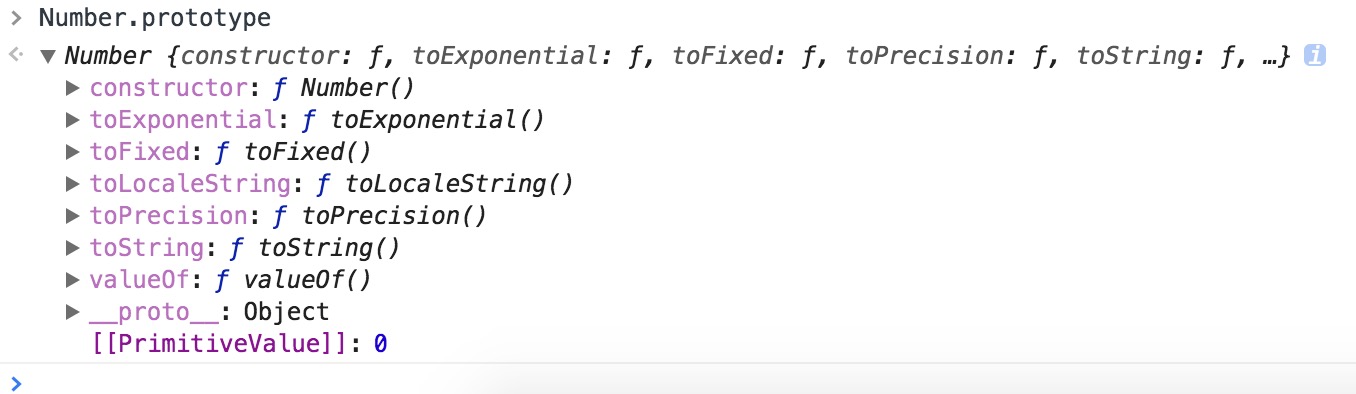 > Number.prototype
<· ▼ Number {constructor: ƒ, toExponential: ƒ, toFixed: ƒ, toPrecision: ƒ, toString: ƒ, …} i
▶ constructor: ƒ Number()
▶ toExponential: ƒ toExponential()
▶ toFixed: ƒ toFixed()
▶ toLocaleString: ƒ toLocaleString()
▶ toPrecision: ƒ toPrecision()
▶ toString: ƒ toString()
▶ valueOf: ƒ valueOf()
▶ __proto__: Object
[[PrimitiveValue]]: 0
>